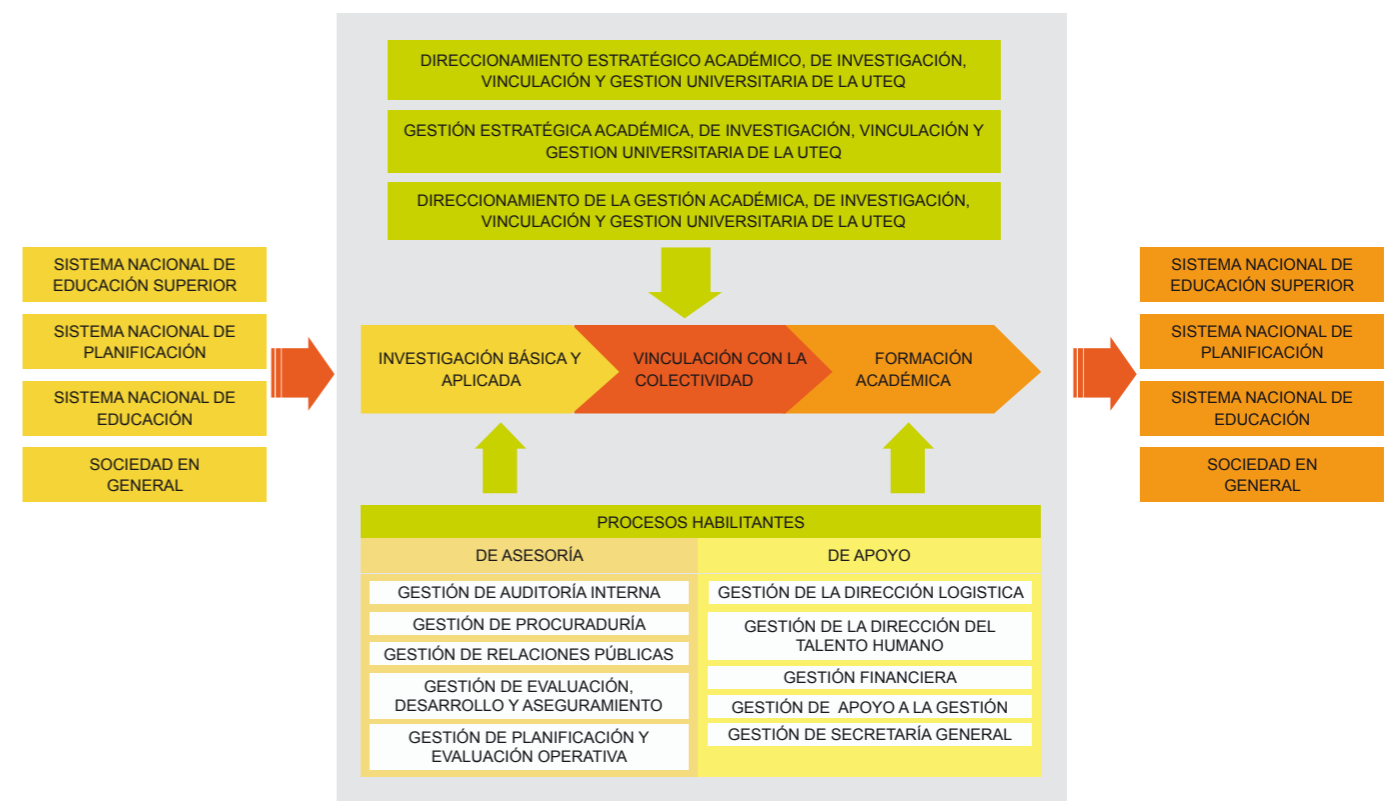 DIRECCIONAMIENTO ESTRATÉGICO ACADÉMICO, DE INVESTIGACIÓN,
VINCULACIÓN Y GESTION UNIVERSITARIA DE LA UTEQ
GESTIÓN ESTRATÉGICA ACADÉMICA, DE INVESTIGACIÓN, VINCULACIÓN Y
GESTION UNIVERSITARIA DE LA UTEQ
DIRECCIONAMIENTO DE LA GESTIÓN ACADÉMICA, DE INVESTIGACIÓN,
VINCULACIÓN Y GESTION UNIVERSITARIA DE LA UTEQ
SISTEMA NACIONAL DE
EDUCACIÓN SUPERIOR
SISTEMA NACIONAL DE
PLANIFICACIÓN
SISTEMA NACIONAL DE
EDUCACIÓN
SOCIEDAD EN
GENERAL
INVESTIGACIÓN BÁSICA Y
APLICADA
VINCULACIÓN CON LA
COLECTIVIDAD
FORMACIÓN
ACADÉMICA
SISTEMA NACIONAL DE
EDUCACIÓN SUPERIOR
SISTEMA NACIONAL DE
PLANIFICACIÓN
SISTEMA NACIONAL DE
EDUCACIÓN
SOCIEDAD EN
GENERAL
PROCESOS HABILITANTES
DE ASESORÍA
GESTIÓN DE AUDITORÍA INTERNA
GESTIÓN DE PROCURADURÍA
GESTIÓN DE RELACIONES PÚBLICAS
GESTIÓN DE EVALUACIÓN,
DESARROLLO Y ASEGURAMIENTO
GESTIÓN DE PLANIFICACIÓN Y
EVALUACIÓN OPERATIVA
DE APOYO
GESTIÓN DE LA DIRECCIÓN LOGISTICA
GESTIÓN DE LA DIRECCIÓN DEL
TALENTO HUMANO
GESTIÓN FINANCIERA
GESTIÓN DE APOYO A LA GESTIÓN
GESTIÓN DE SECRETARÍA GENERAL